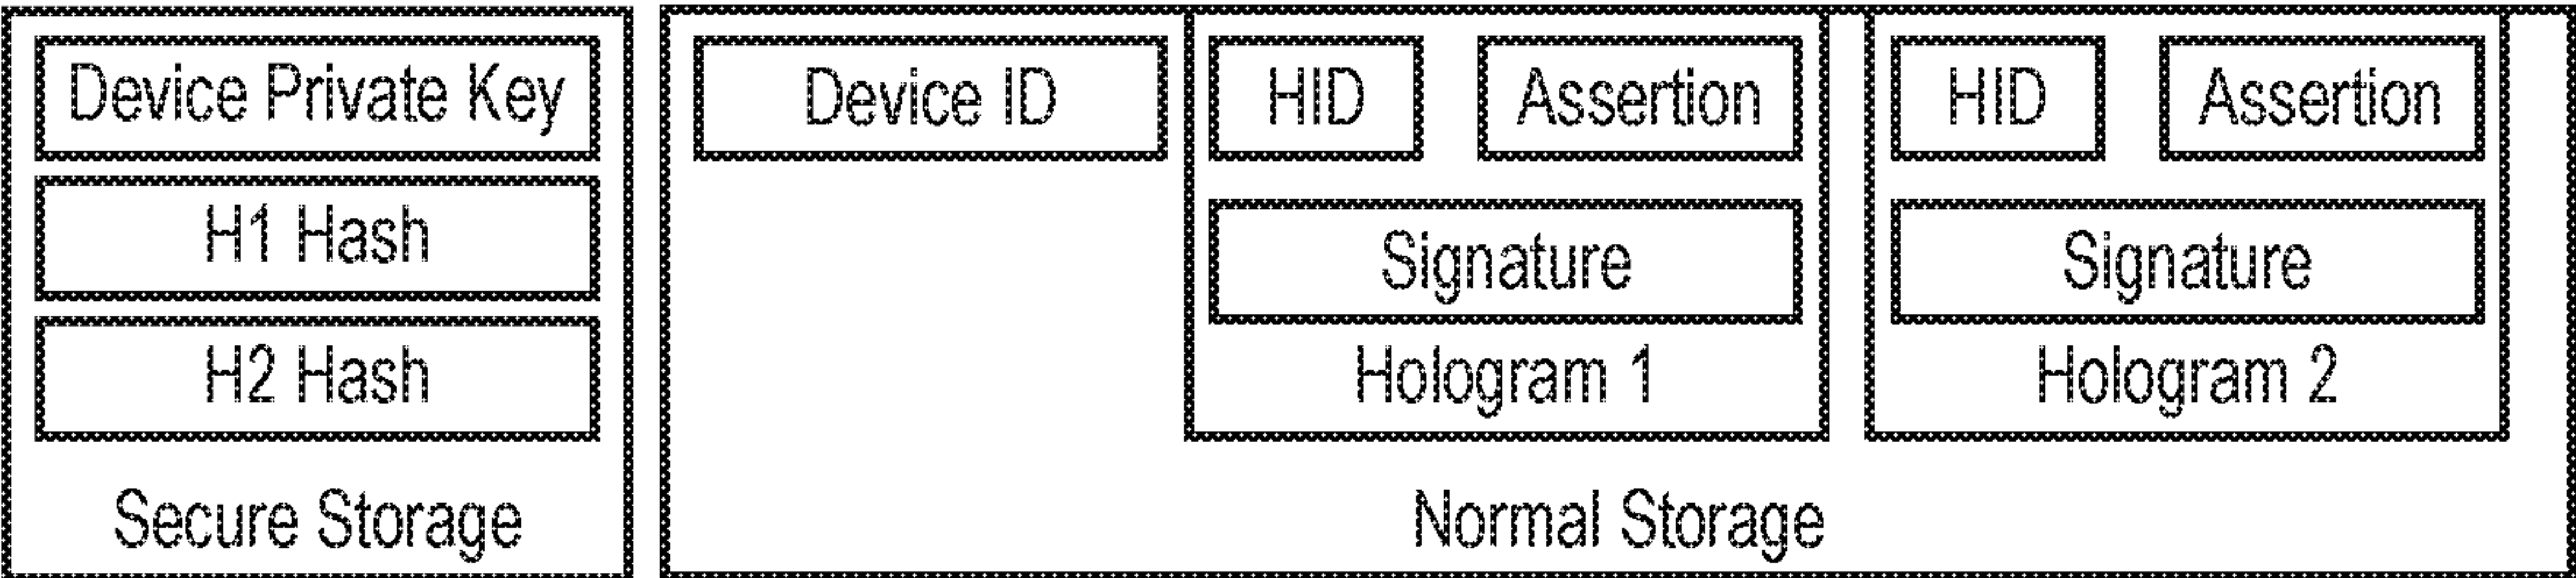 Device Private Key
H1 Hash
H2 Hash
Secure Storage
Device ID
HID
Assertion
Signature
Hologram 1
HID
Assertion
Signature
Hologram 2
Normal Storage